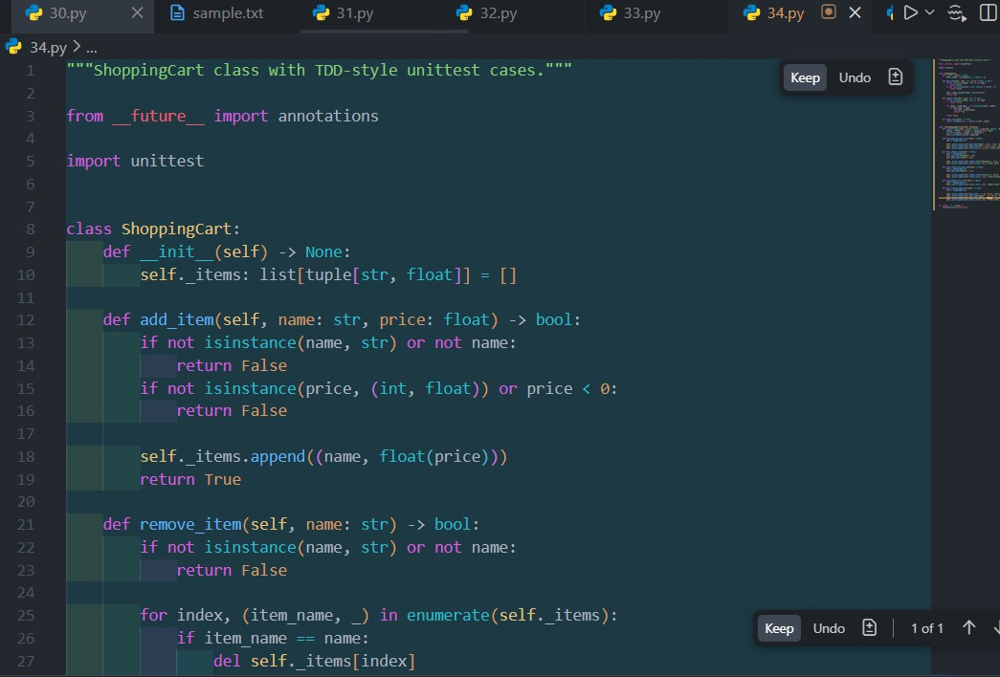 30.py
sample.txt
31.py
32.py
33.py
34.py
34.py > ...
1 """ShoppingCart class with TDD-style unittest cases."""
Keep Undo
2
3 from __future__ import annotations
4
5 import unittest
6
7
8 class ShoppingCart:
9     def __init__(self) -> None:
10         self._items: list[tuple[str, float]] = []
11
12     def add_item(self, name: str, price: float) -> bool:
13         if not isinstance(name, str) or not name:
14             return False
15         if not isinstance(price, (int, float)) or price < 0:
16             return False
17
18         self._items.append((name, float(price)))
19         return True
20
21     def remove_item(self, name: str) -> bool:
22         if not isinstance(name, str) or not name:
23             return False
24
25         for index, (item_name, _) in enumerate(self._items):
26             if item_name == name:
27                 del self._items[index]
Keep Undo 1 of 1